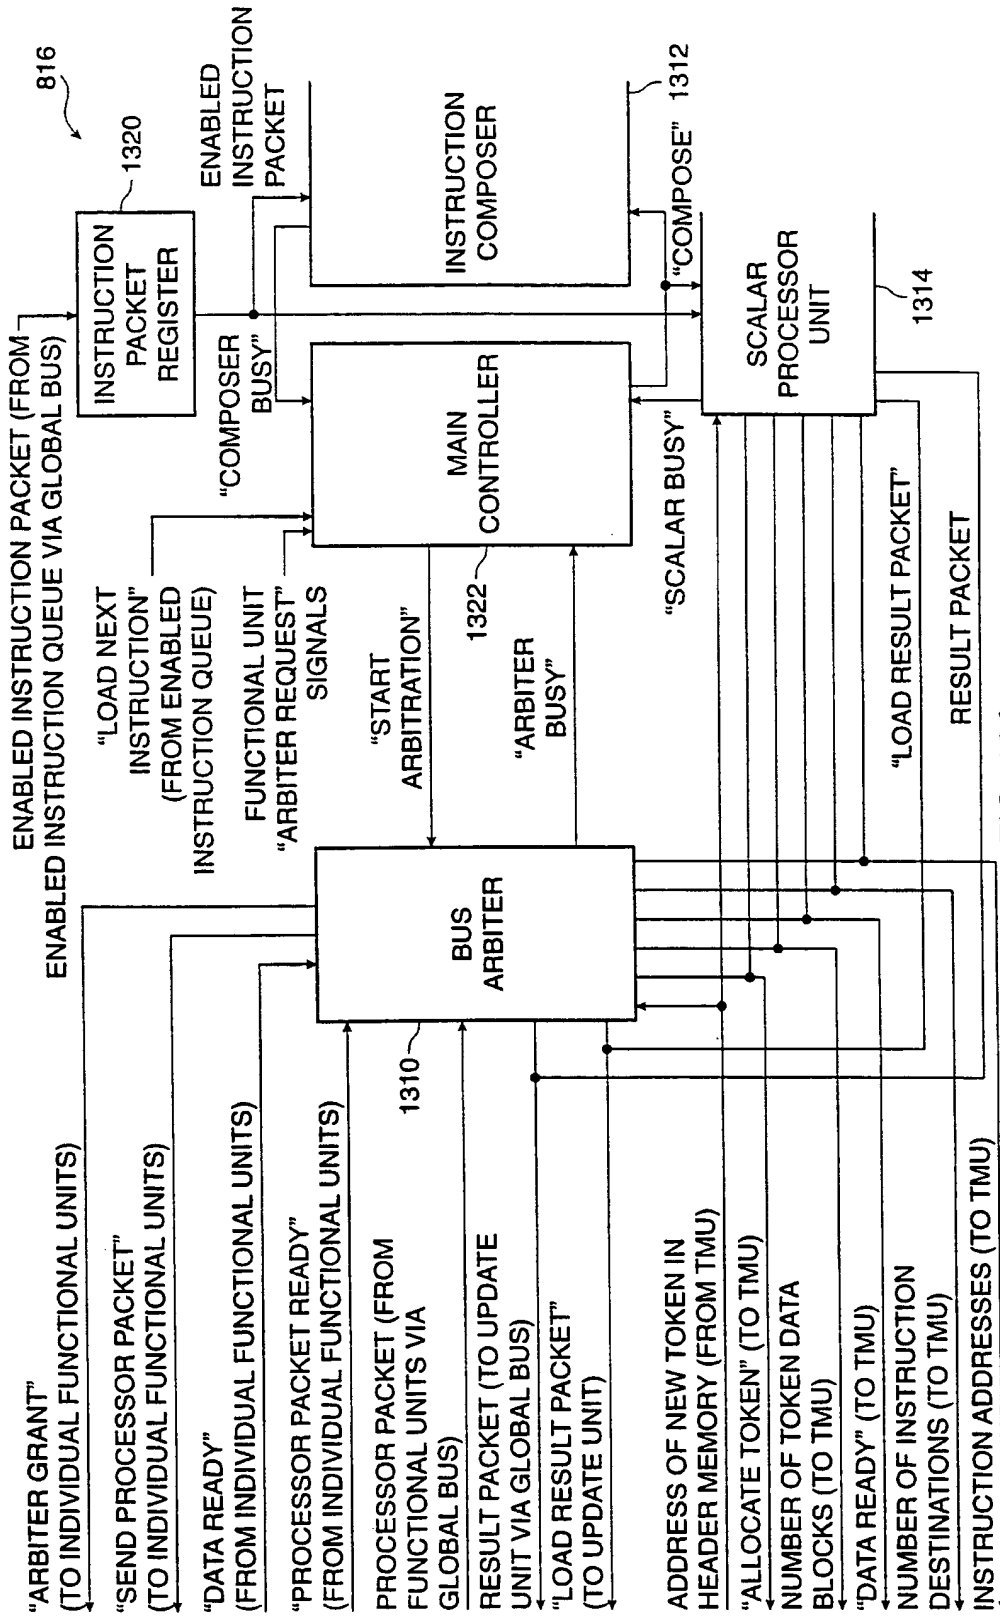 816
ENABLED INSTRUCTION PACKET (FROM
ENABLED INSTRUCTION QUEUE VIA GLOBAL BUS)
INSTRUCTION
PACKET
REGISTER
1320
ENABLED
INSTRUCTION
PACKET
"LOAD NEXT
INSTRUCTION"
(FROM ENABLED
INSTRUCTION QUEUE)
FUNCTIONAL UNIT
"ARBITER REQUEST"
SIGNALS
"COMPOSER
BUSY"
INSTRUCTION
COMPOSER
1312
MAIN
CONTROLLER
1322
"START
ARBITRATION"
"ARBITER
BUSY"
"COMPOSE"
"SCALAR BUSY"
SCALAR
PROCESSOR
UNIT
1314
"LOAD RESULT PACKET"
RESULT PACKET
BUS
ARBITER
1310
"ARBITER GRANT"
(TO INDIVIDUAL FUNCTIONAL UNITS)
"SEND PROCESSOR PACKET"
(TO INDIVIDUAL FUNCTIONAL UNITS)
"DATA READY"
(FROM INDIVIDUAL FUNCTIONAL UNITS)
"PROCESSOR PACKET READY"
(FROM INDIVIDUAL FUNCTIONAL UNITS)
PROCESSOR PACKET (FROM
FUNCTIONAL UNITS VIA
GLOBAL BUS)
RESULT PACKET (TO UPDATE
UNIT VIA GLOBAL BUS)
"LOAD RESULT PACKET"
(TO UPDATE UNIT)
ADDRESS OF NEW TOKEN IN
HEADER MEMORY (FROM TMU)
"ALLOCATE TOKEN" (TO TMU)
NUMBER OF TOKEN DATA
BLOCKS (TO TMU)
"DATA READY" (TO TMU)
NUMBER OF INSTRUCTION
DESTINATIONS (TO TMU)
INSTRUCTION ADDRESSES (TO TMU)